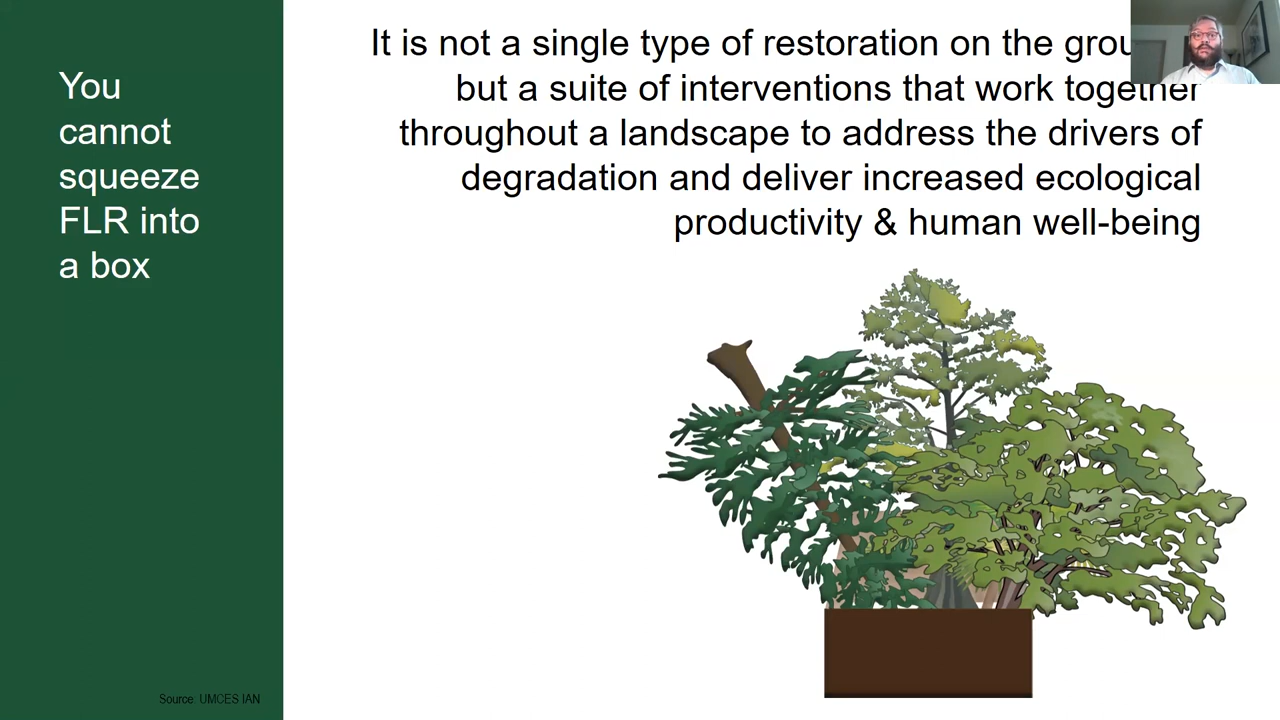 You
cannot
squeeze
FLR into
a box
It is not a single type of restoration on the
but a suite of interventions that work together
throughout a landscape to address the drivers of
degradation and deliver increased ecological
productivity & human well-being
Source: UMCES IAN